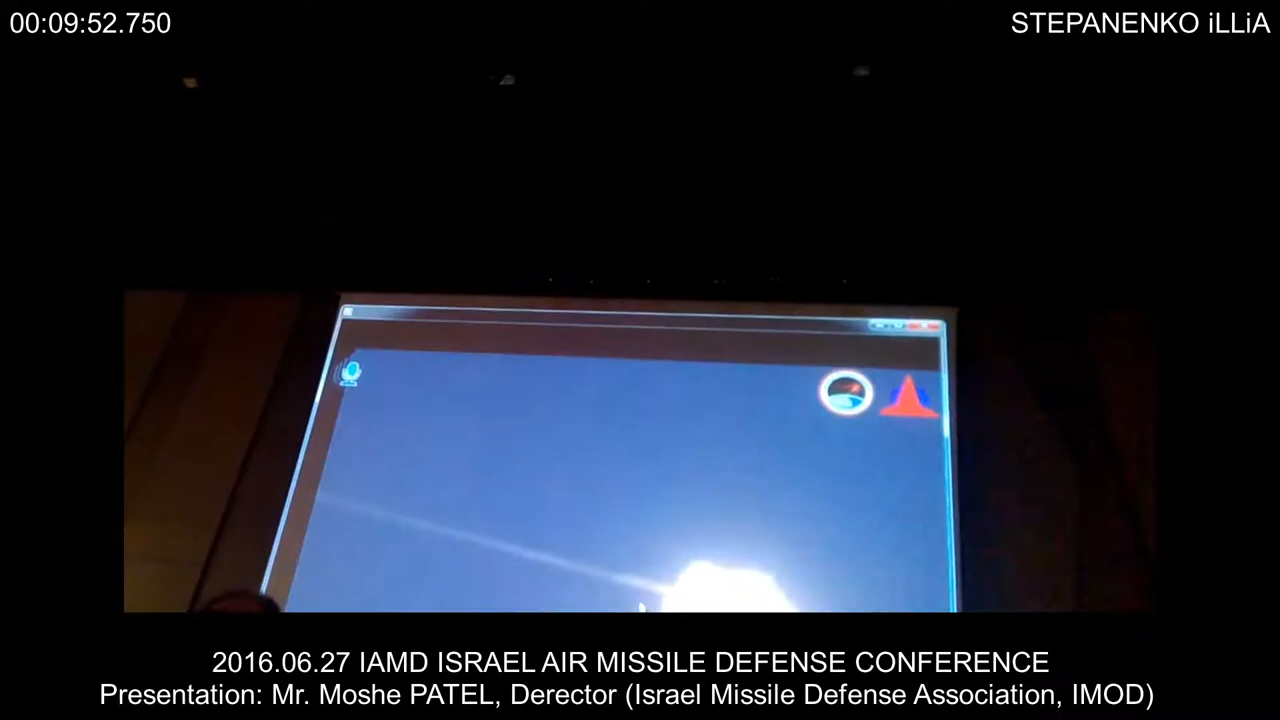 00:09:52.750
STEPANENKO iLLiA
2016.06.27 IAMD ISRAEL AIR MISSILE DEFENSE CONFERENCE
Presentation: Mr. Moshe PATEL, Derector (Israel Missile Defense Association, IMOD)